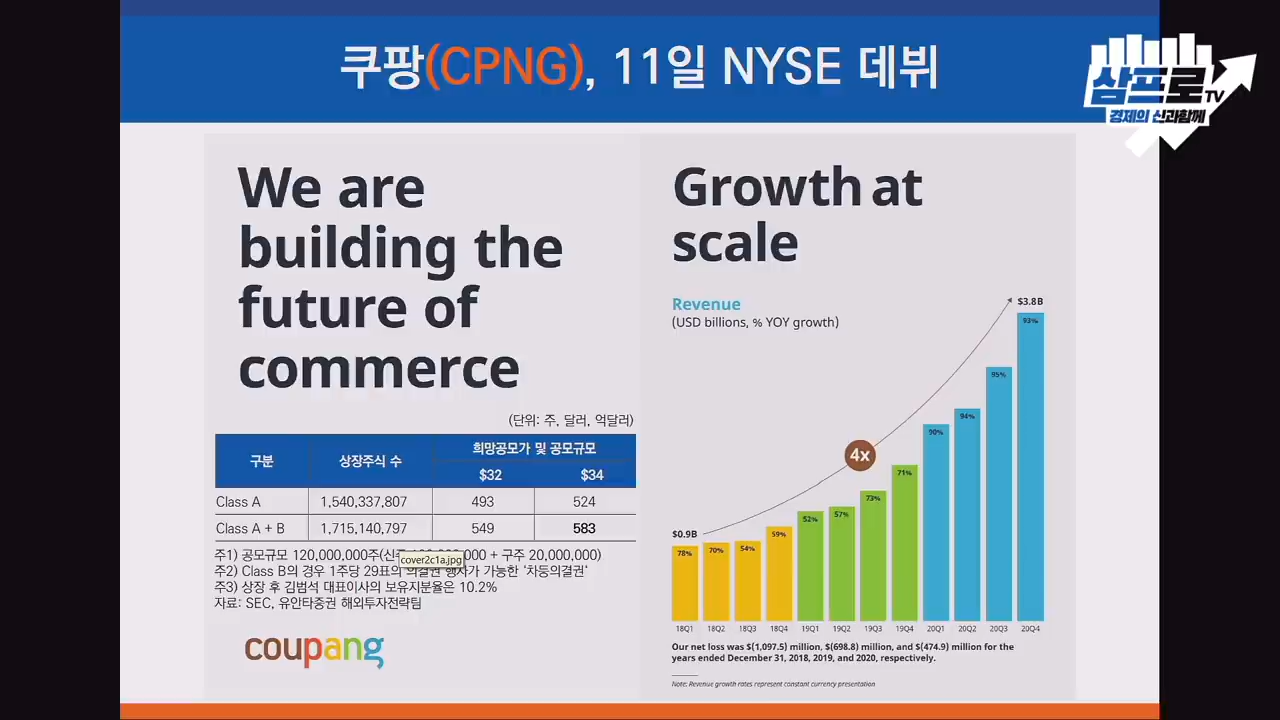 쿠팡(CPNG), 11일 NYSE 데뷔
삼프로TV
경제의 신과함께
We are
building the
future of
commerce
(단위: 주, 달러, 억달러)
구분 상장주식 수 희망공모가 및 공모규모
$32 $34
Class A 1,540,337,807 493 524
Class A + B 1,715,140,797 549 583
주1) 공모규모 120,000,000주(신주 + 구주 20,000,000)
cover2c1a.jpg
주2) Class B의 경우 1주당 29표의 의결권 행사가 가능한 '차등의결권'
주3) 상장 후 김범석 대표이사의 보유지분율은 10.2%
자료: SEC, 유안타증권 해외투자전략팀
coupang
Growth at
scale
Revenue
(USD billions, % YOY growth)
$3.8B
4x
$0.9B
78% 70% 54% 59% 52% 57% 73% 71% 90% 94% 95% 93%
18Q1 18Q2 18Q3 18Q4 19Q1 19Q2 19Q3 19Q4 20Q1 20Q2 20Q3 20Q4
Our net loss was $(1,097.5) million, $(698.8) million, and $(474.9) million for the
years ended December 31, 2018, 2019, and 2020, respectively.
Note: Revenue growth rates represent constant currency presentation